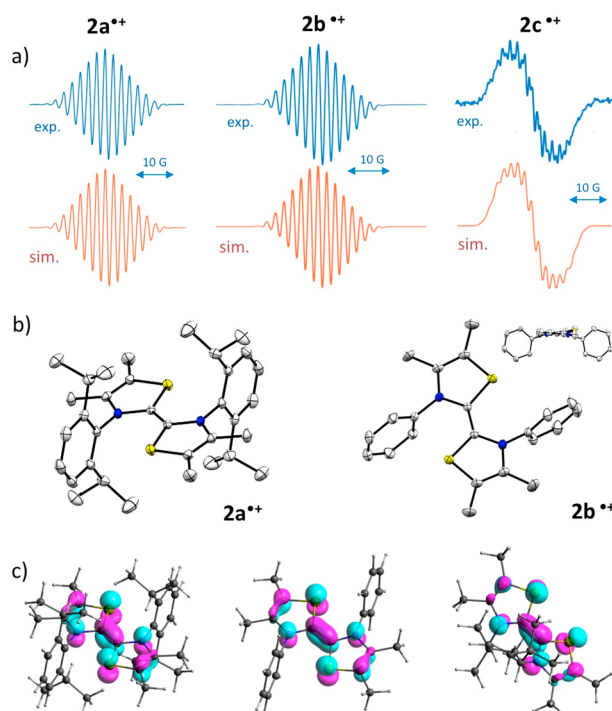 2a•+ 2b•+ 2c•+
a)
exp. exp. exp.
10 G 10 G 10 G
sim. sim. sim.
b)
2a•+ 2b•+
c)